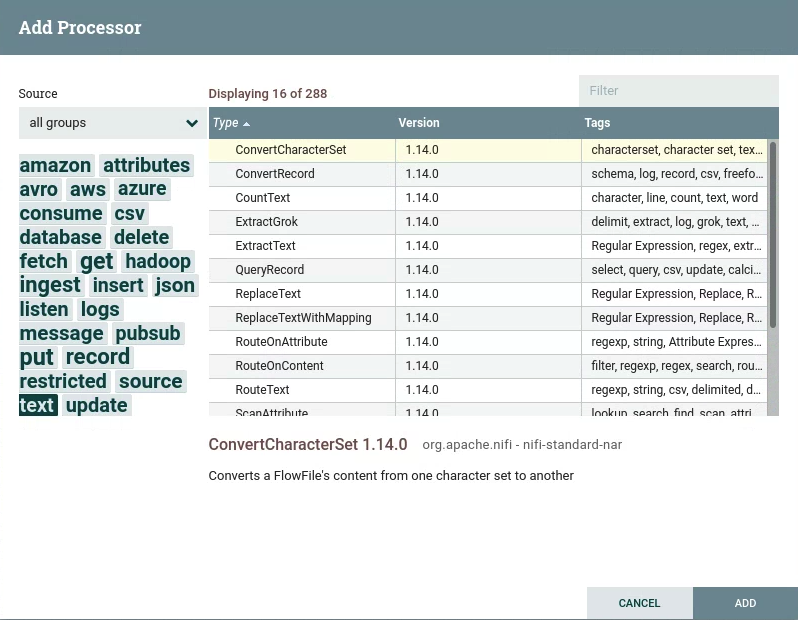 Add Processor
Source
Displaying 16 of 288
Filter
all groups
Type Version Tags
amazon attributes
avro aws azure
consume csv
database delete
fetch get hadoop
ingest insert json
listen logs
message pubsub
put record
restricted source
text update
ConvertCharacterSet 1.14.0 characterset, character set, tex...
ConvertRecord 1.14.0 schema, log, record, csv, freefo...
CountText 1.14.0 character, line, count, text, word
ExtractGrok 1.14.0 delimit, extract, log, grok, text, ...
ExtractText 1.14.0 Regular Expression, regex, extr...
QueryRecord 1.14.0 select, query, csv, update, calci...
ReplaceText 1.14.0 Regular Expression, Replace, R...
ReplaceTextWithMapping 1.14.0 Regular Expression, Replace, R...
RouteOnAttribute 1.14.0 regexp, string, Attribute Expres...
RouteOnContent 1.14.0 filter, regexp, regex, search, rou...
RouteText 1.14.0 regexp, string, csv, delimited, d...
ScanAttribute 1.14.0 lookup, search, find, scan, attri...
ConvertCharacterSet 1.14.0 org.apache.nifi - nifi-standard-nar
Converts a FlowFile's content from one character set to another
CANCEL ADD